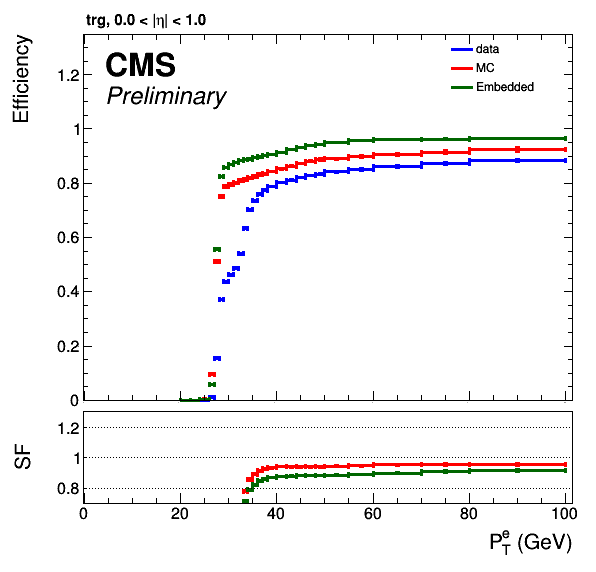 trg, 0.0 < |η| < 1.0
Efficiency
CMS
Preliminary
data
MC
Embedded
1.2
1
0.8
0.6
0.4
0.2
0
SF
1.2
1
0.8
0 20 40 60 80 100
P_T^e (GeV)